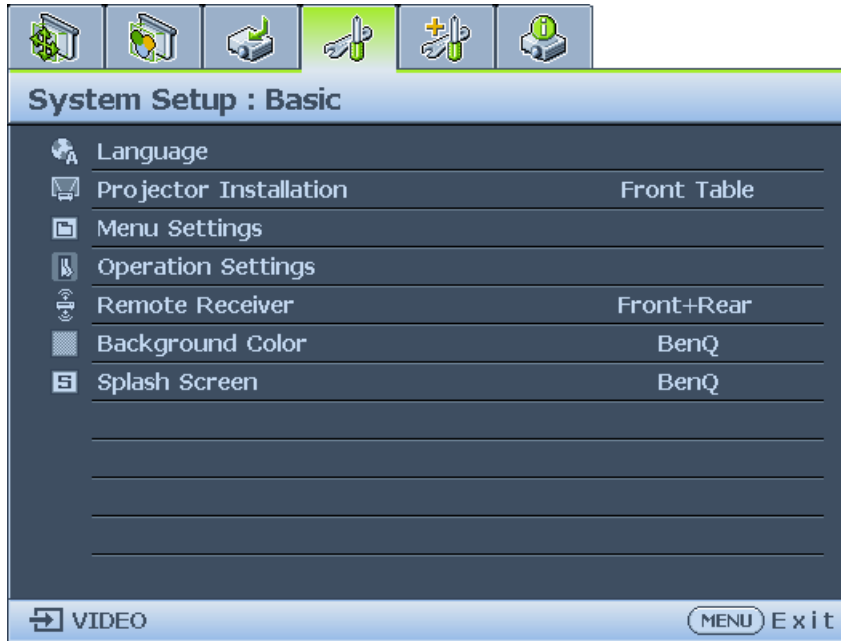 System Setup : Basic
Language
Projector Installation Front Table
Menu Settings
Operation Settings
Remote Receiver Front+Rear
Background Color BenQ
Splash Screen BenQ
VIDEO MENU Exit